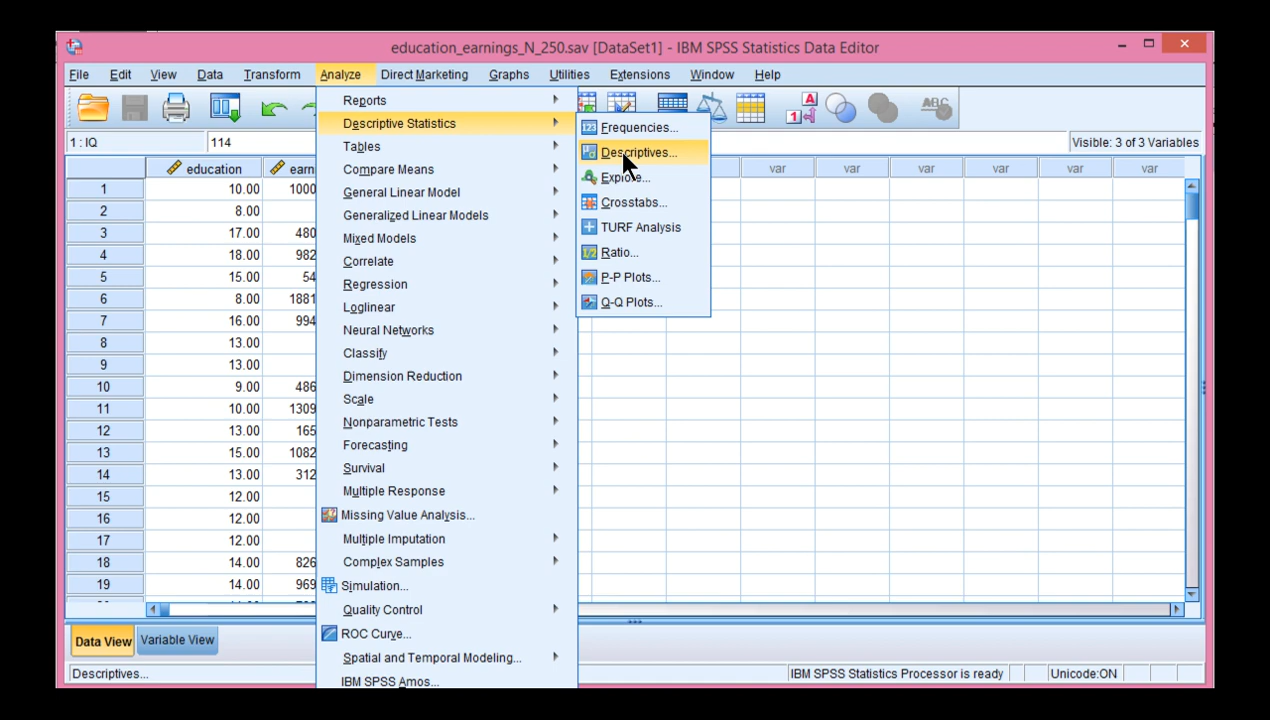 education_earnings_N_250.sav [DataSet1] - IBM SPSS Statistics Data Editor
File Edit View Data Transform Analyze Direct Marketing Graphs Utilities Extensions Window Help
1 : IQ 114 Visible: 3 of 3 Variables
education earn var var var var var var
1 10.00 1000
2 8.00
3 17.00 480
4 18.00 982
5 15.00 54
6 8.00 1881
7 16.00 994
8 13.00
9 13.00
10 9.00 486
11 10.00 1309
12 13.00 165
13 15.00 1082
14 13.00 312
15 12.00
16 12.00
17 12.00
18 14.00 826
19 14.00 969
Reports
Descriptive Statistics
Tables
Compare Means
General Linear Model
Generalized Linear Models
Mixed Models
Correlate
Regression
Loglinear
Neural Networks
Classify
Dimension Reduction
Scale
Nonparametric Tests
Forecasting
Survival
Multiple Response
Missing Value Analysis...
Multiple Imputation
Complex Samples
Simulation...
Quality Control
ROC Curve...
Spatial and Temporal Modeling...
IBM SPSS Amos...
Frequencies...
Descriptives...
Explore...
Crosstabs...
TURF Analysis
Ratio...
P-P Plots...
Q-Q Plots...
Data View Variable View
Descriptives... IBM SPSS Statistics Processor is ready Unicode:ON